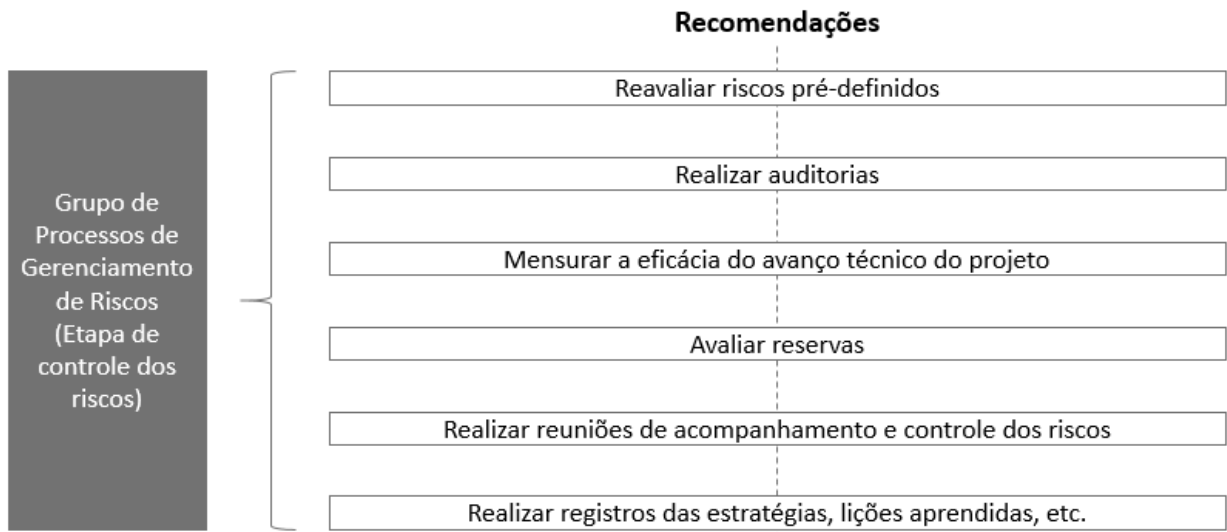 Recomendações
Grupo de
Processos de
Gerenciamento
de Riscos
(Etapa de
controle dos
riscos)
Reavaliar riscos pré-definidos
Realizar auditorias
Mensurar a eficácia do avanço técnico do projeto
Avaliar reservas
Realizar reuniões de acompanhamento e controle dos riscos
Realizar registros das estratégias, lições aprendidas, etc.